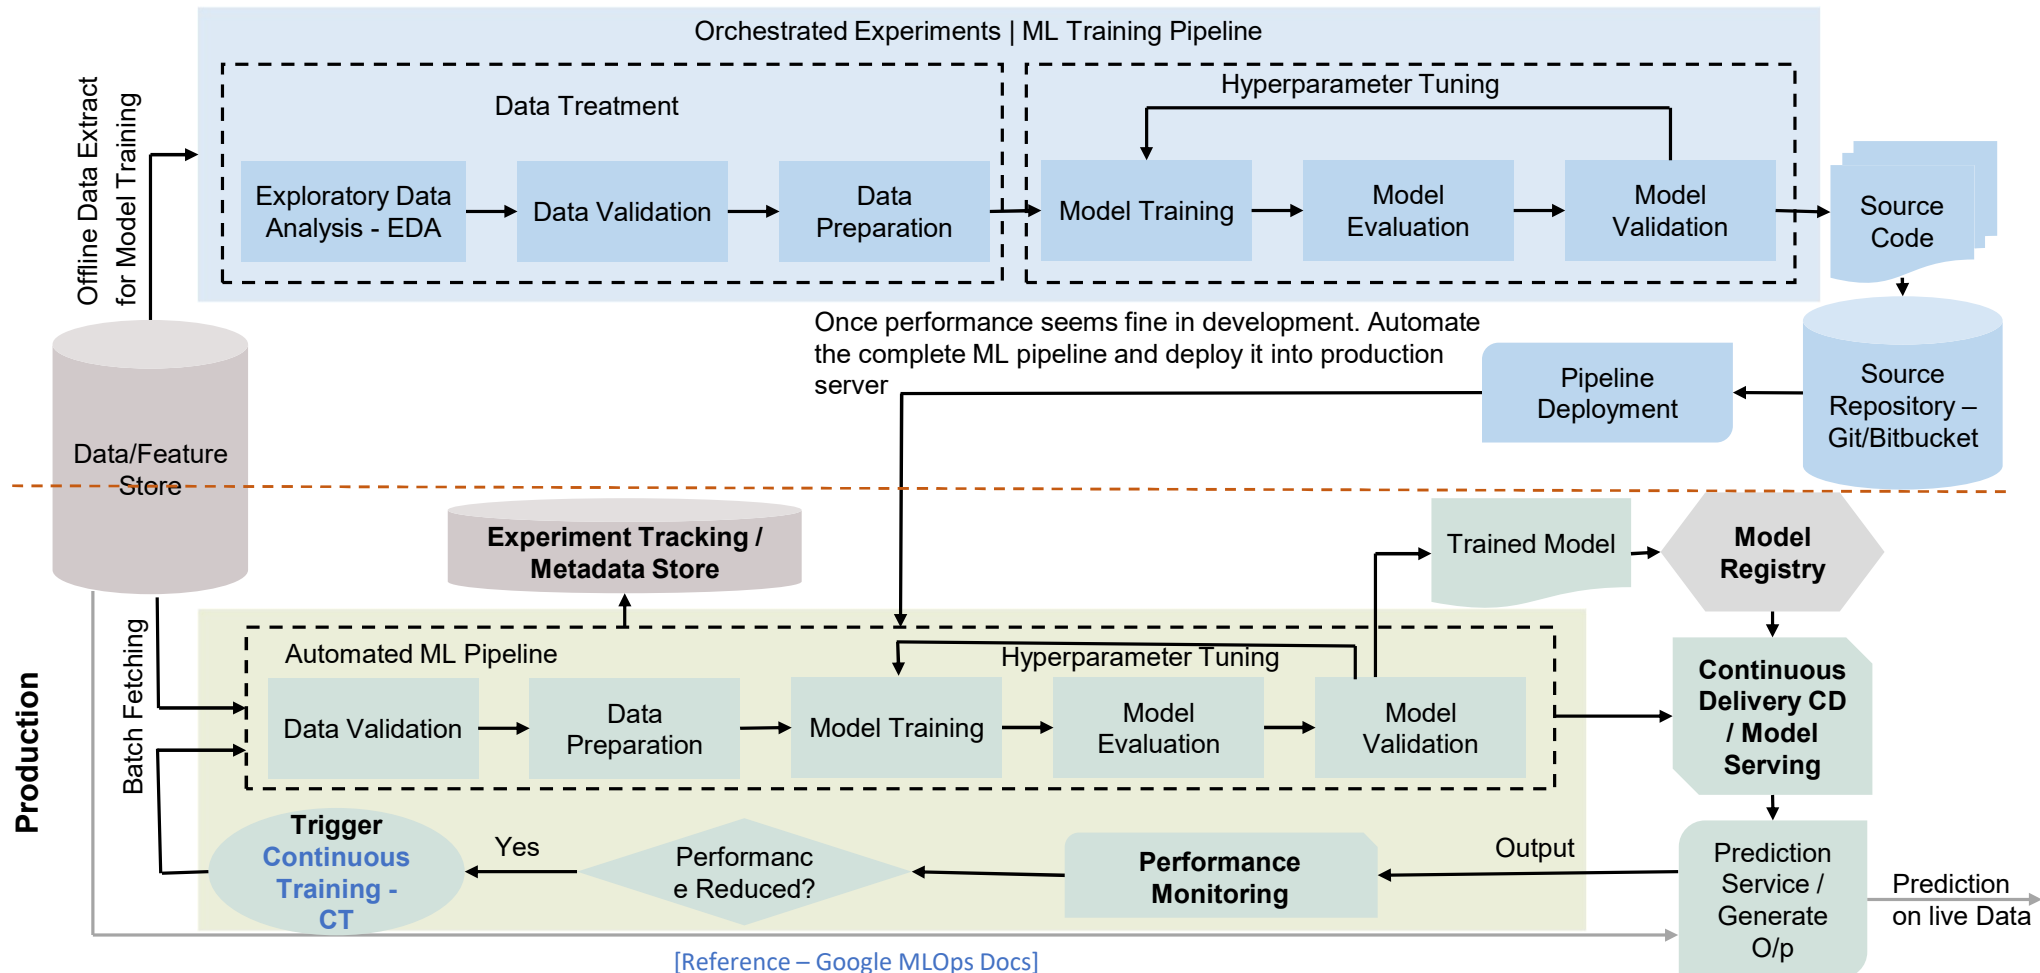 Orchestrated Experiments | ML Training Pipeline
Offline Data Extract
for Model Training
Data Treatment
Hyperparameter Tuning
Exploratory Data
Analysis - EDA
Data Validation
Data
Preparation
Model Training
Model
Evaluation
Model
Validation
Source
Code
Once performance seems fine in development. Automate
the complete ML pipeline and deploy it into production
server
Pipeline
Deployment
Source
Repository –
Git/Bitbucket
Data/Feature
Store
Experiment Tracking /
Metadata Store
Trained Model
Model
Registry
Production
Batch Fetching
Automated ML Pipeline
Hyperparameter Tuning
Data Validation
Data
Preparation
Model Training
Model
Evaluation
Model
Validation
Continuous
Delivery CD
/ Model
Serving
Trigger
Continuous
Training -
CT
Yes
Performanc
e Reduced?
Performance
Monitoring
Output
Prediction
Service /
Generate
O/p
Prediction
on live Data
[Reference – Google MLOps Docs]